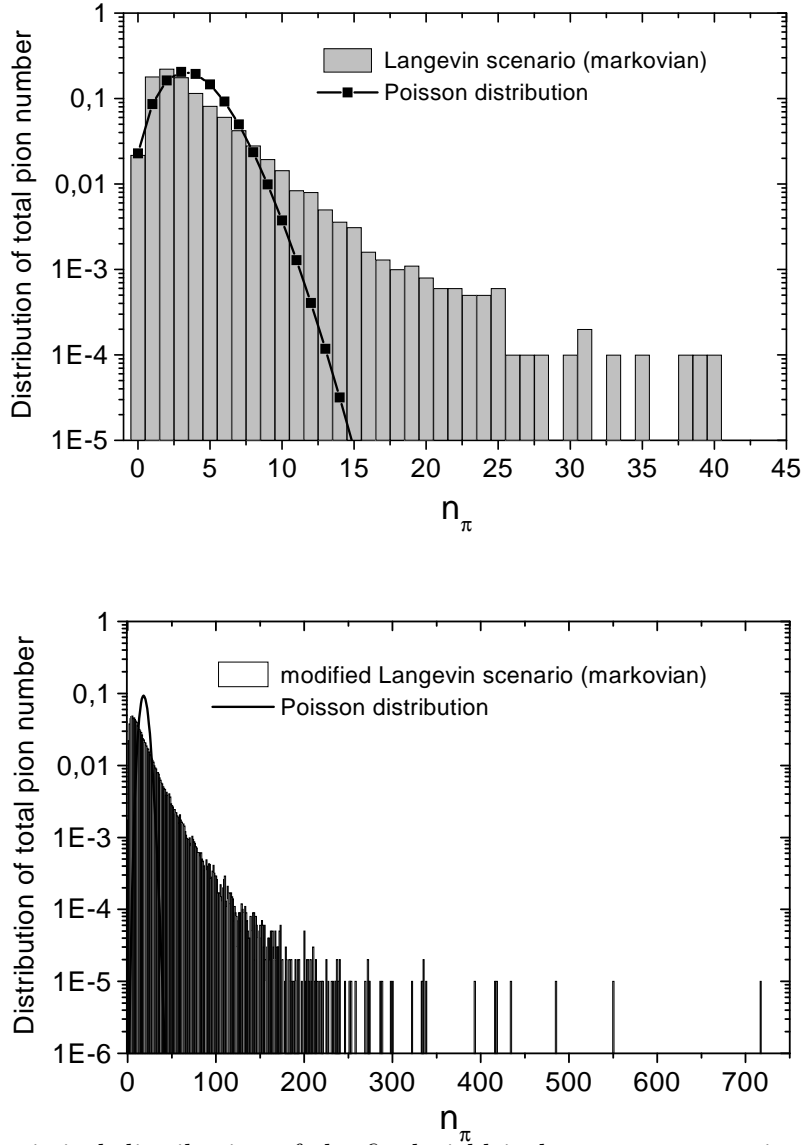 1
0,1
0,01
1E-3
1E-4
1E-5
Distribution of total pion number
Langevin scenario (markovian)
Poisson distribution
0 5 10 15 20 25 30 35 40 45
nπ
1
0,1
0,01
1E-3
1E-4
1E-5
1E-6
Distribution of total pion number
modified Langevin scenario (markovian)
Poisson distribution
0 100 200 300 400 500 600 700
nπ